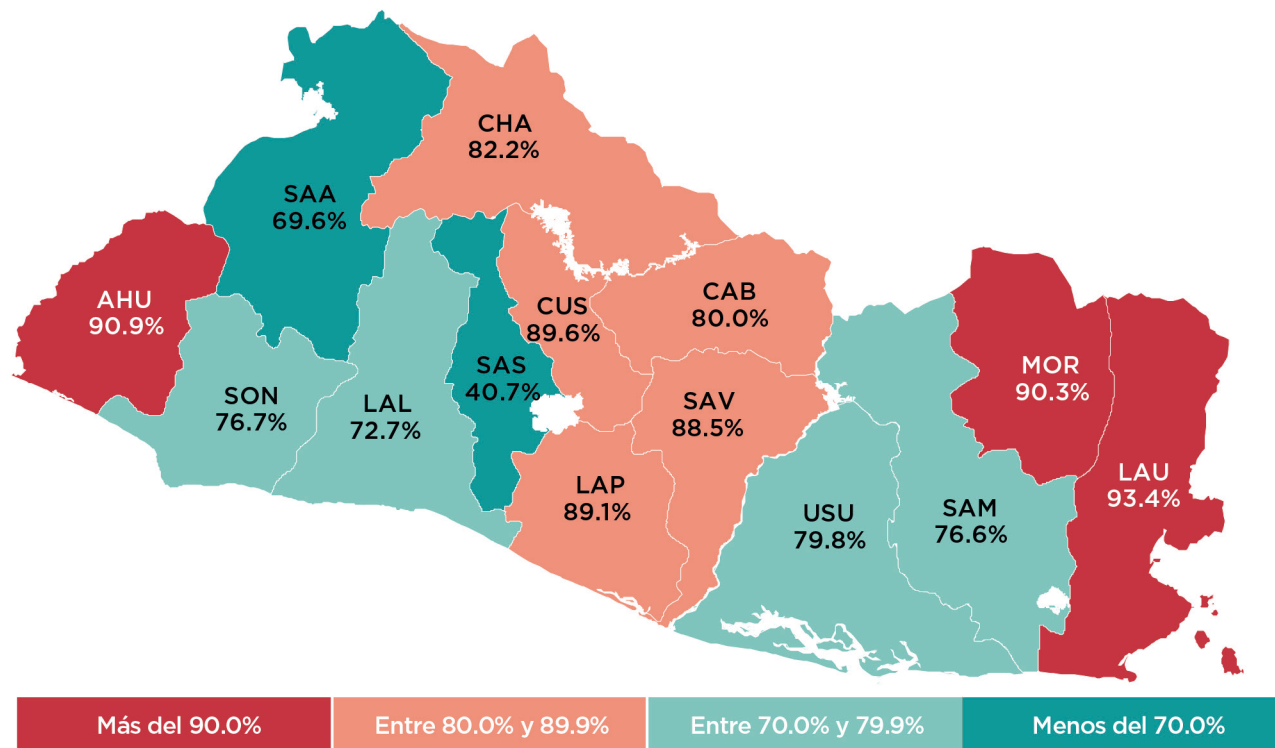 CHA
82.2%
SAA
69.6%
AHU
90.9%
CUS
89.6%
CAB
80.0%
SON
76.7%
LAL
72.7%
SAS
40.7%
SAV
88.5%
MOR
90.3%
LAP
89.1%
USU
79.8%
SAM
76.6%
LAU
93.4%
Más del 90.0%
Entre 80.0% y 89.9%
Entre 70.0% y 79.9%
Menos del 70.0%